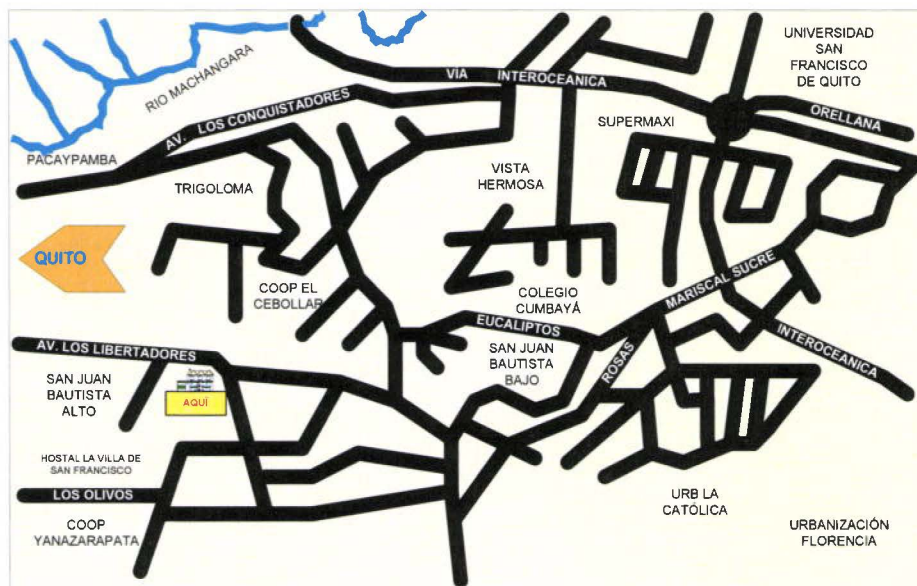 UNIVERSIDAD
SAN
FRANCISCO
DE QUITO
RIO MACHANGARA
VÍA INTEROCEANICA
ORELLANA
AV. LOS CONQUISTADORES
SUPERMAXI
PACAYPAMBA
TRIGOLOMA
VISTA
HERMOSA
QUITO
COOP EL
CEBOLLAR
COLEGIO
CUMBAYÁ
MARISCAL SUCRE
EUCALIPTOS
INTEROCEANICA
AV. LOS LIBERTADORES
SAN JUAN
BAUTISTA
BAJO
ROSAS
SAN JUAN
BAUTISTA
ALTO
AQUÍ
HOSTAL LA VILLA DE
SAN FRANCISCO
LOS OLIVOS
COOP
YANAZARAPATA
URB LA
CATÓLICA
URBANIZACIÓN
FLORENCIA